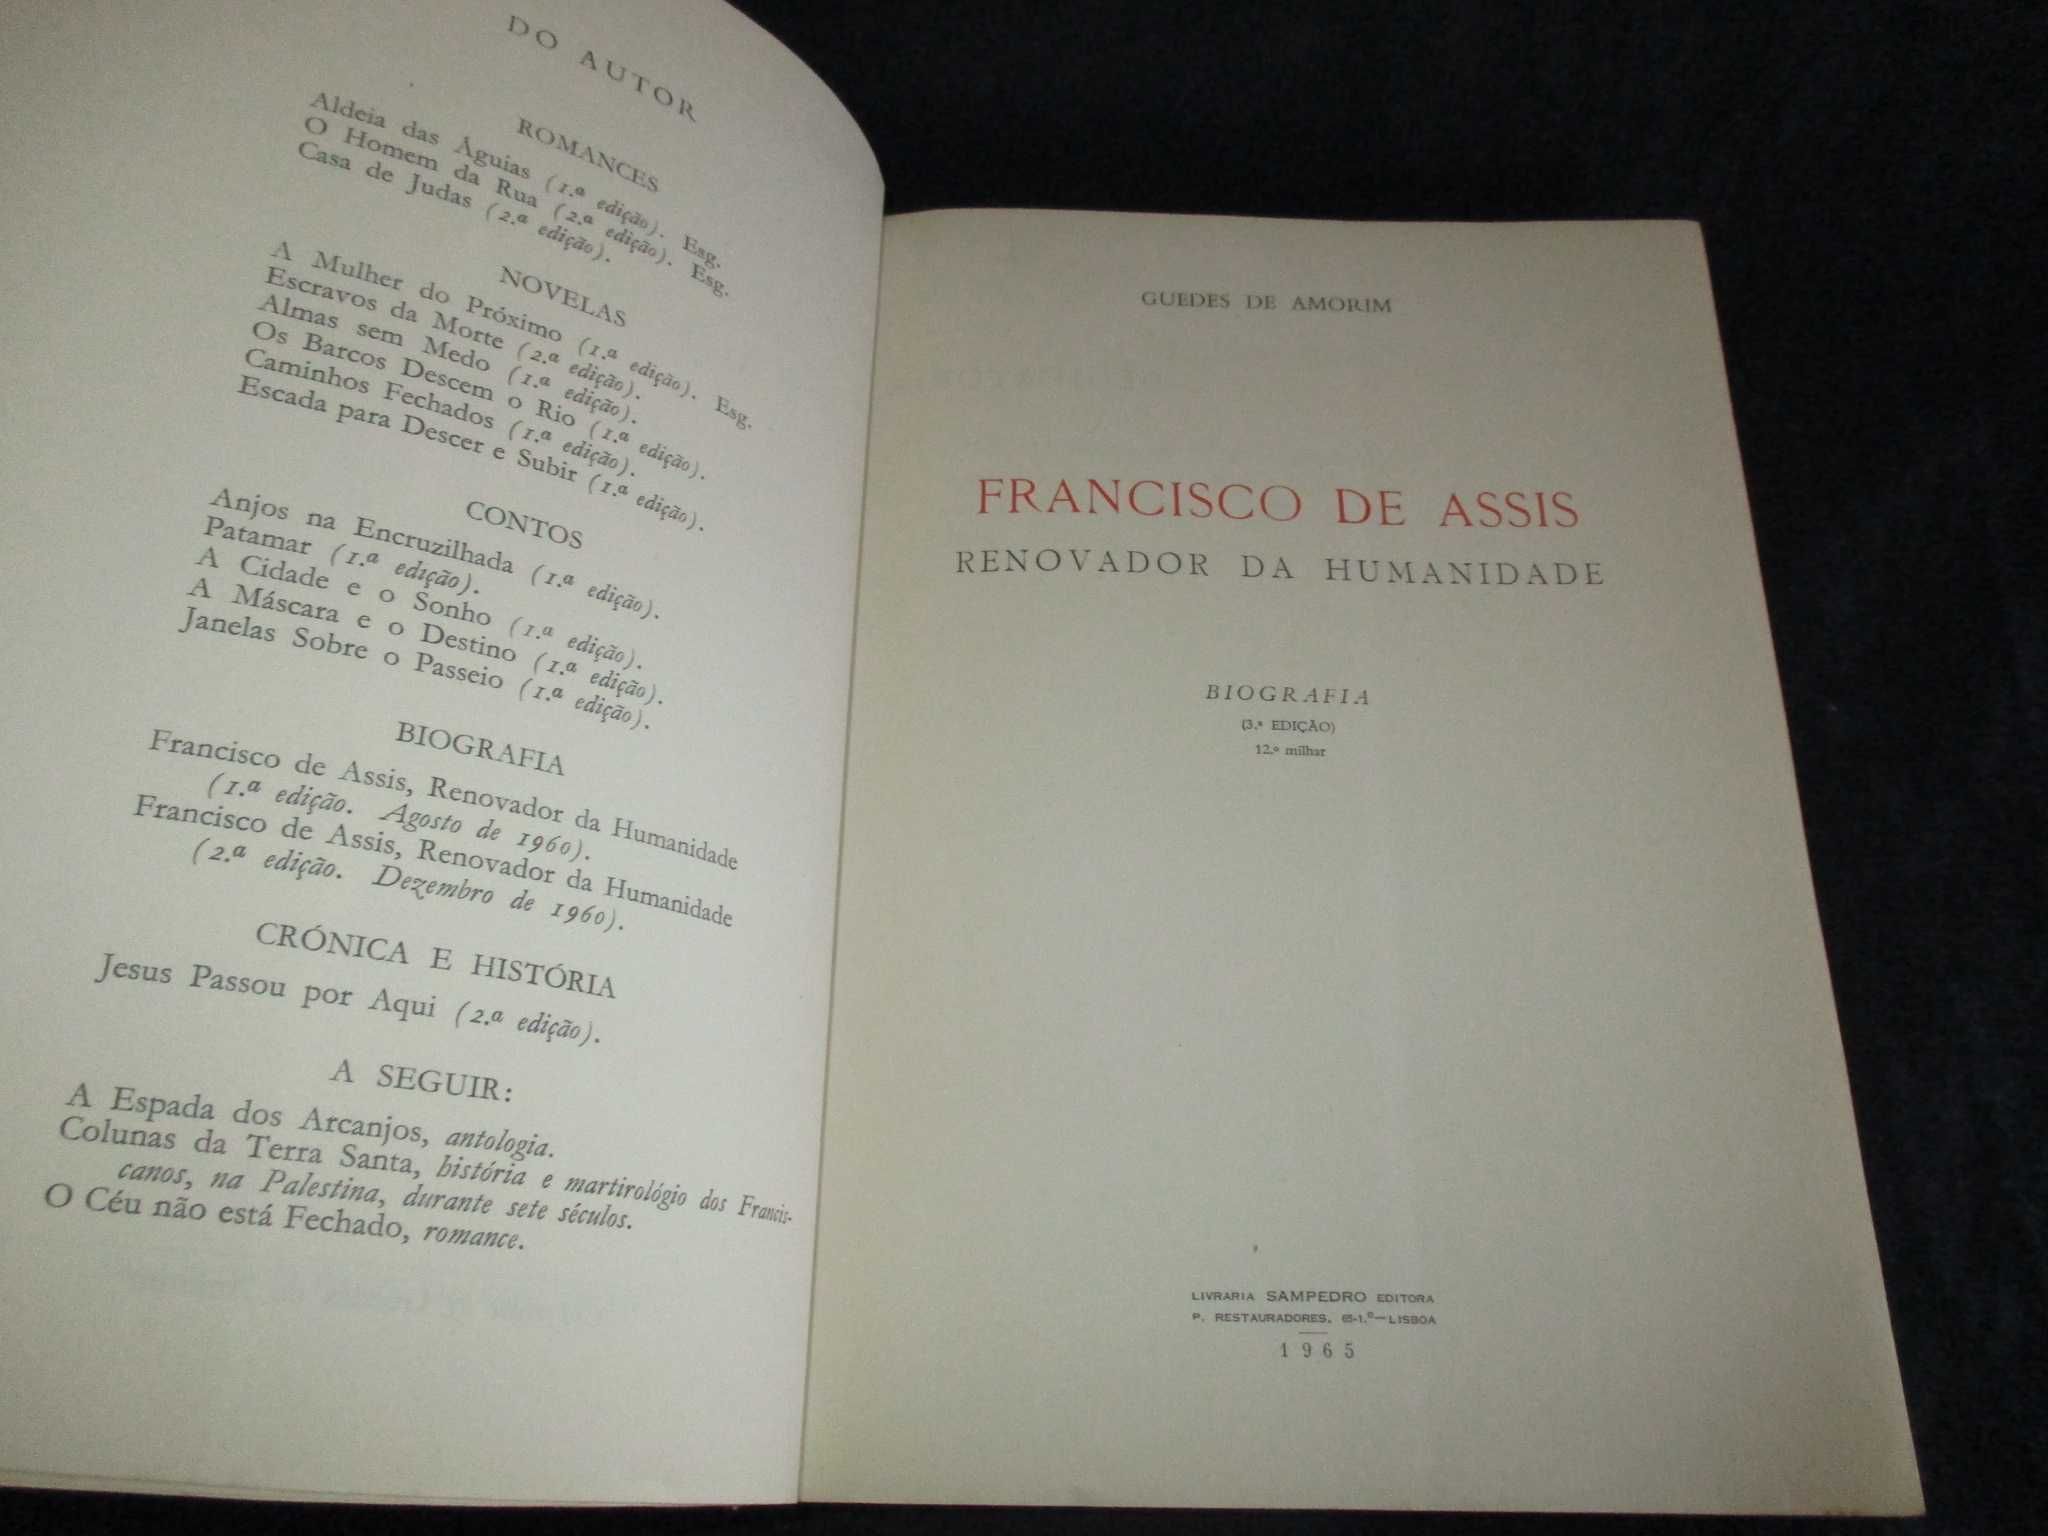 DO AUTOR
ROMANCES
Aldeia das Águias (1.ª edição). Esg.
O Homem da Rua (2.ª edição). Esg.
Casa de Judas (2.ª edição).
NOVELAS
A Mulher do Próximo (1.ª edição). Esg.
Escravos da Morte (2.ª edição).
Almas sem Medo (1.ª edição).
Os Barcos Descem o Rio (1.ª edição).
Caminhos Fechados (1.ª edição).
Escada para Descer e Subir (1.ª edição).
CONTOS
Anjos na Encruzilhada (1.ª edição).
Patamar (1.ª edição).
A Cidade e o Sonho (1.ª edição).
A Máscara e o Destino (1.ª edição).
Janelas Sobre o Passeio (1.ª edição).
BIOGRAFIA
Francisco de Assis, Renovador da Humanidade
(1.ª edição. Agosto de 1960).
Francisco de Assis, Renovador da Humanidade
(2.ª edição. Dezembro de 1960).
CRÓNICA E HISTÓRIA
Jesus Passou por Aqui (2.ª edição).
A SEGUIR:
A Espada dos Arcanjos, antologia.
Colunas da Terra Santa, história e martirológio dos Francis-
canos, na Palestina, durante sete séculos.
O Céu não está Fechado, romance.
GUEDES DE AMORIM
FRANCISCO DE ASSIS
RENOVADOR DA HUMANIDADE
BIOGRAFIA
(3.ª EDIÇÃO)
12.º milhar
LIVRARIA SAMPEDRO EDITORA
P. RESTAURADORES, 65-1.º—LISBOA
1965